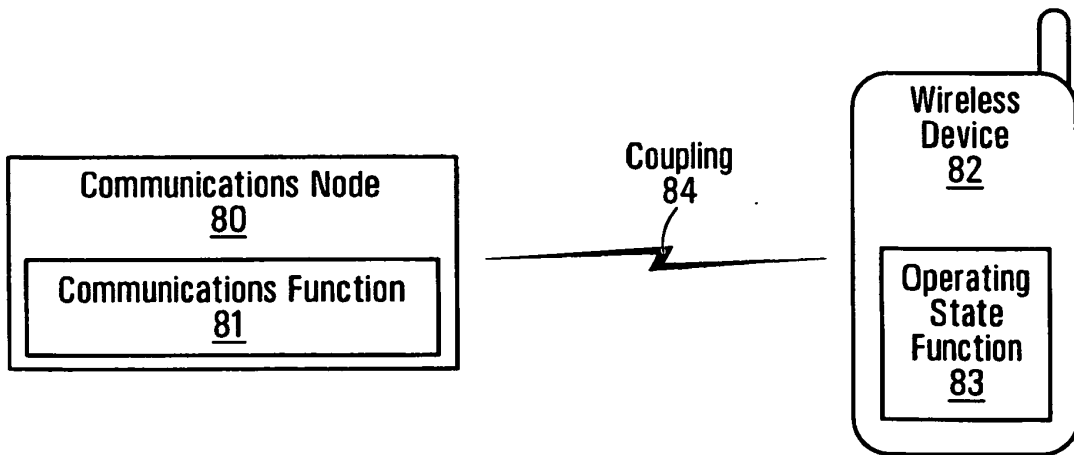 Communications Node
80
Communications Function
81
Coupling
84
Wireless
Device
82
Operating
State
Function
83